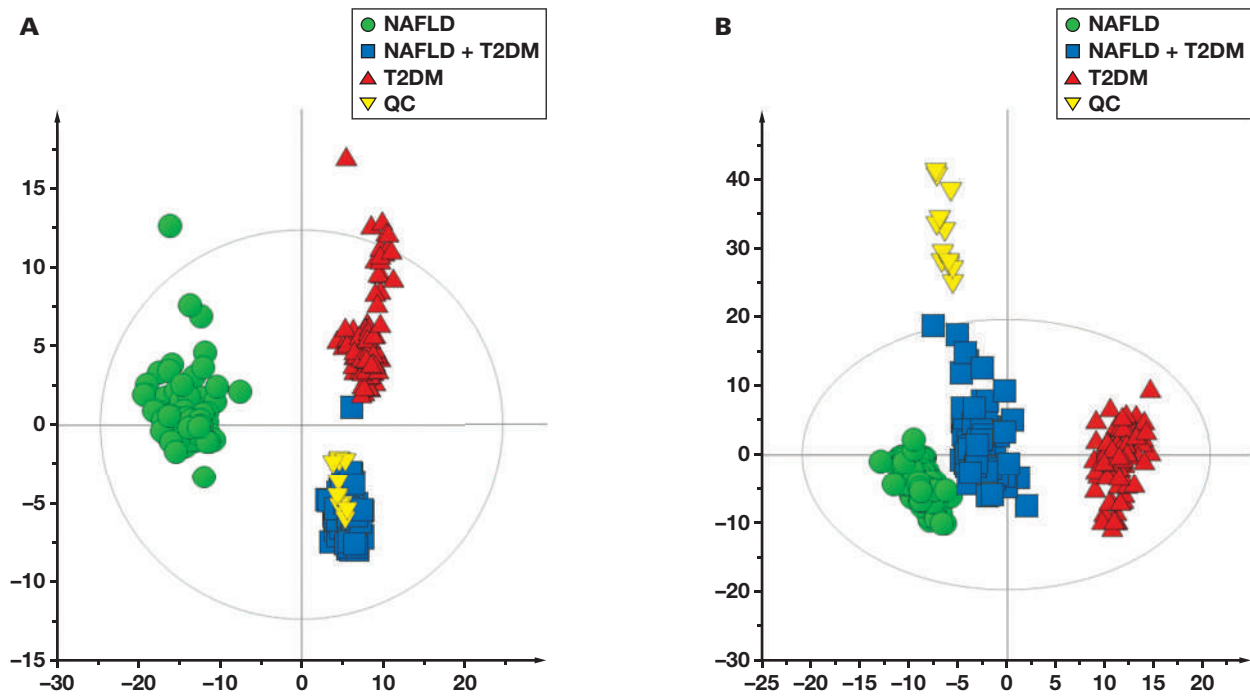 A
NAFLD
NAFLD + T2DM
T2DM
QC
15
10
5
0
−5
−10
−15
−30 −20 −10 0 10 20
B
NAFLD
NAFLD + T2DM
T2DM
QC
40
30
20
10
0
−10
−20
−30
−25 −20 −15 −10 −5 0 5 10 15 20